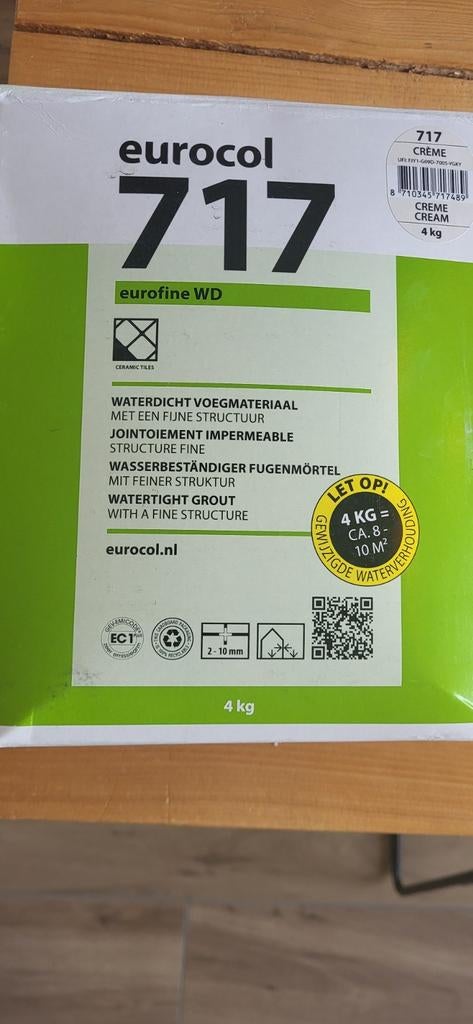 eurocol
717
eurofine WD
CERAMIC TILES
WATERDICHT VOEGMATERIAAL
MET EEN FIJNE STRUCTUUR
JOINTOIEMENT IMPERMEABLE
STRUCTURE FINE
WASSERBESTÄNDIGER FUGENMÖRTEL
MIT FEINER STRUKTUR
WATERTIGHT GROUT
WITH A FINE STRUCTURE
eurocol.nl
717
CRÈME
8 710345 717489
CREME
CREAM
4 kg
LET OP!
4 KG =
CA. 8 -
10 M²
GEWIJZIGDE WATERVERHOUDING
EC 1
2 - 10 mm
4 kg